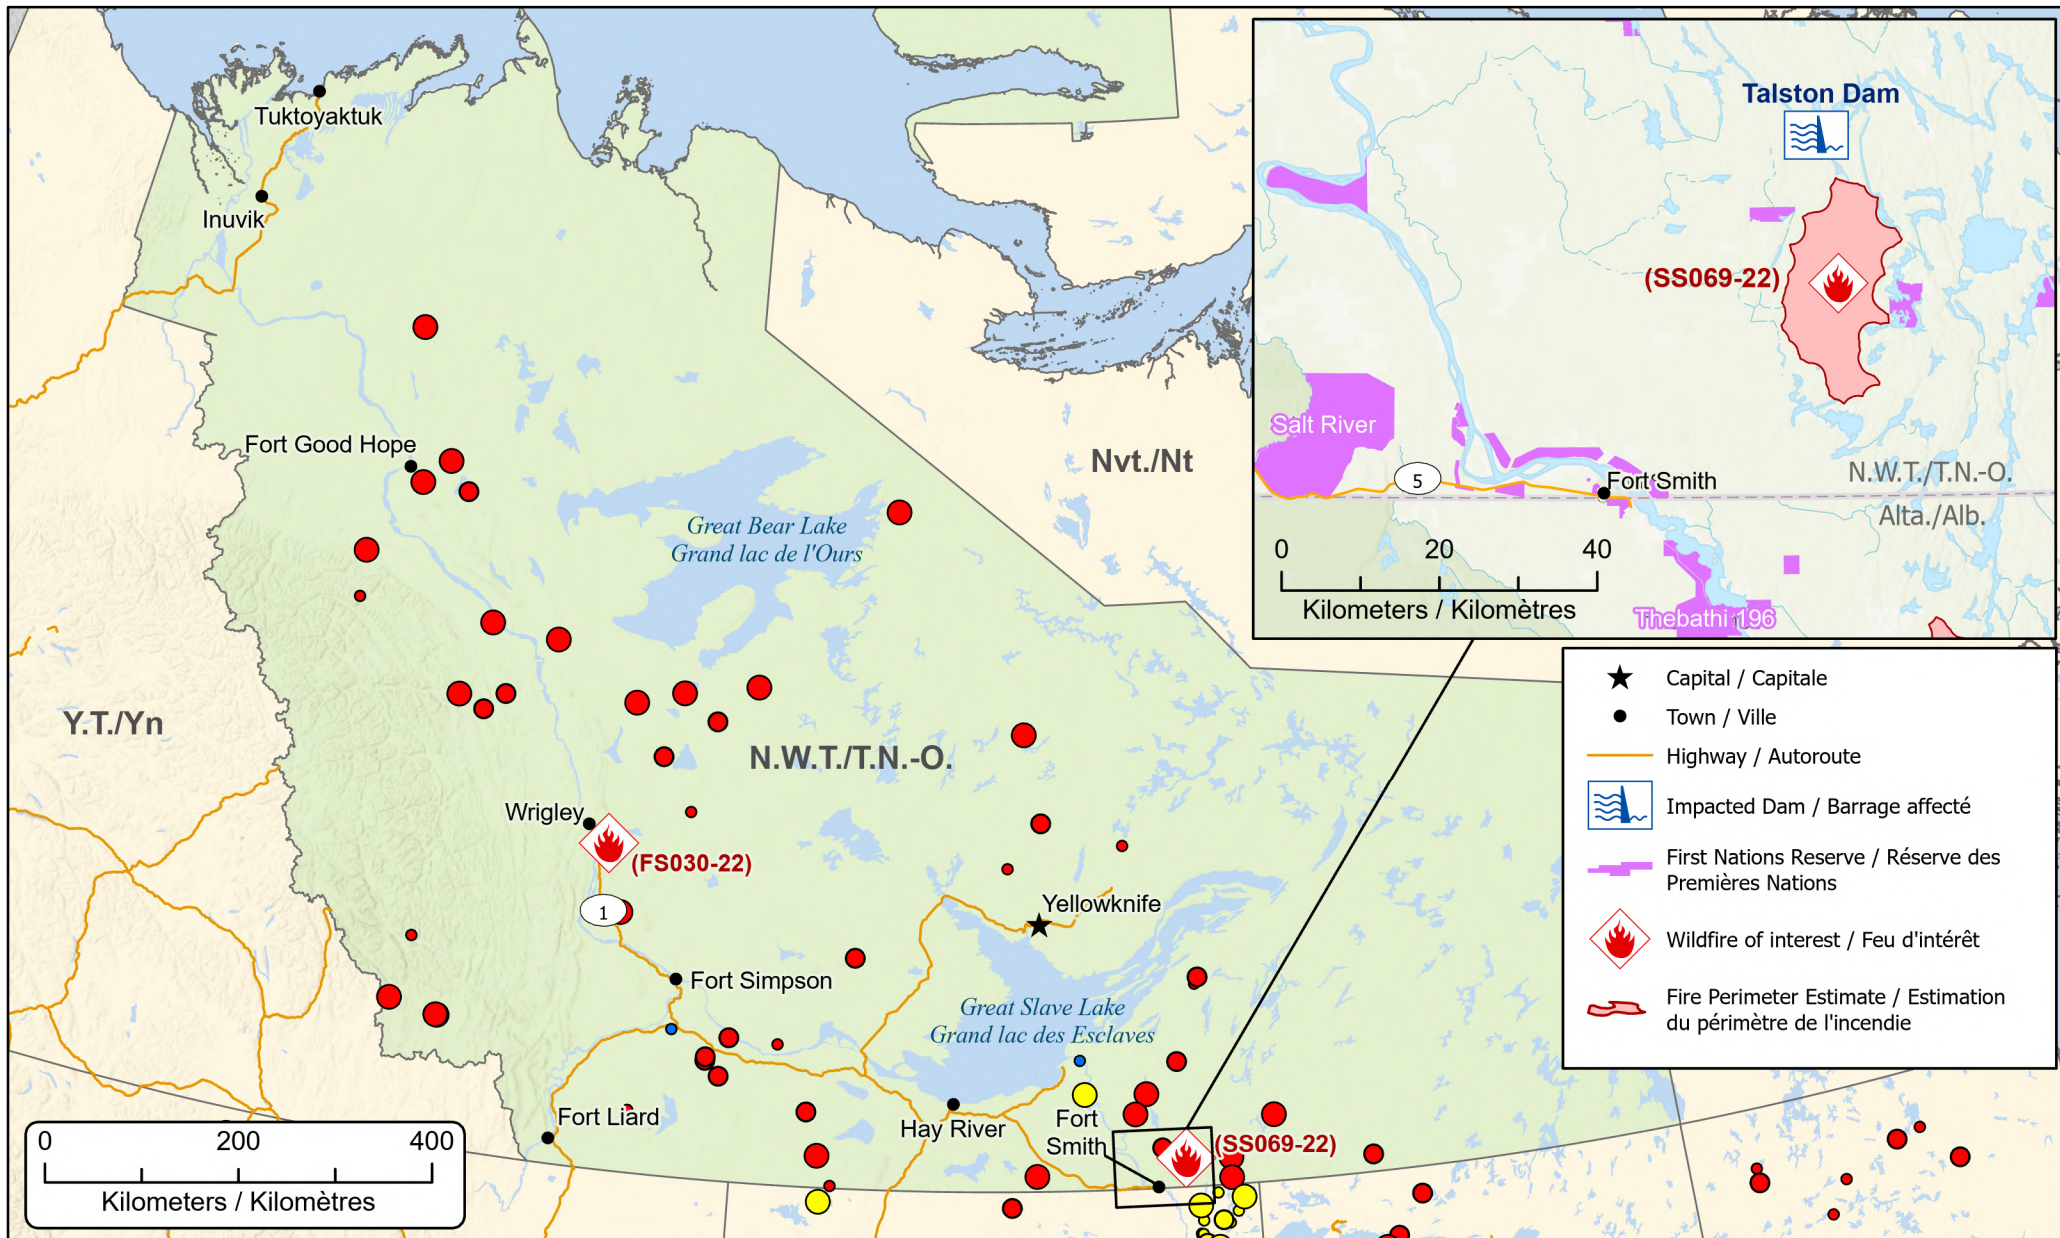 Tuktoyaktuk
Inuvik
Fort Good Hope
Great Bear Lake
Grand lac de l'Ours
Nvt./Nt
Y.T./Yn
N.W.T./T.N.-O.
Wrigley
(FS030-22)
1
Yellowknife
Fort Simpson
Great Slave Lake
Grand lac des Esclaves
Fort Liard
Hay River
Fort
Smith
(SS069-22)
0 200 400
Kilometers / Kilomètres
Talston Dam
(SS069-22)
Salt River
5
Fort Smith
N.W.T./T.N.-O.
Alta./Alb.
0 20 40
Kilometers / Kilomètres
Thebathi 196
Capital / Capitale
Town / Ville
Highway / Autoroute
Impacted Dam / Barrage affecté
First Nations Reserve / Réserve des
Premières Nations
Wildfire of interest / Feu d'intérêt
Fire Perimeter Estimate / Estimation
du périmètre de l'incendie